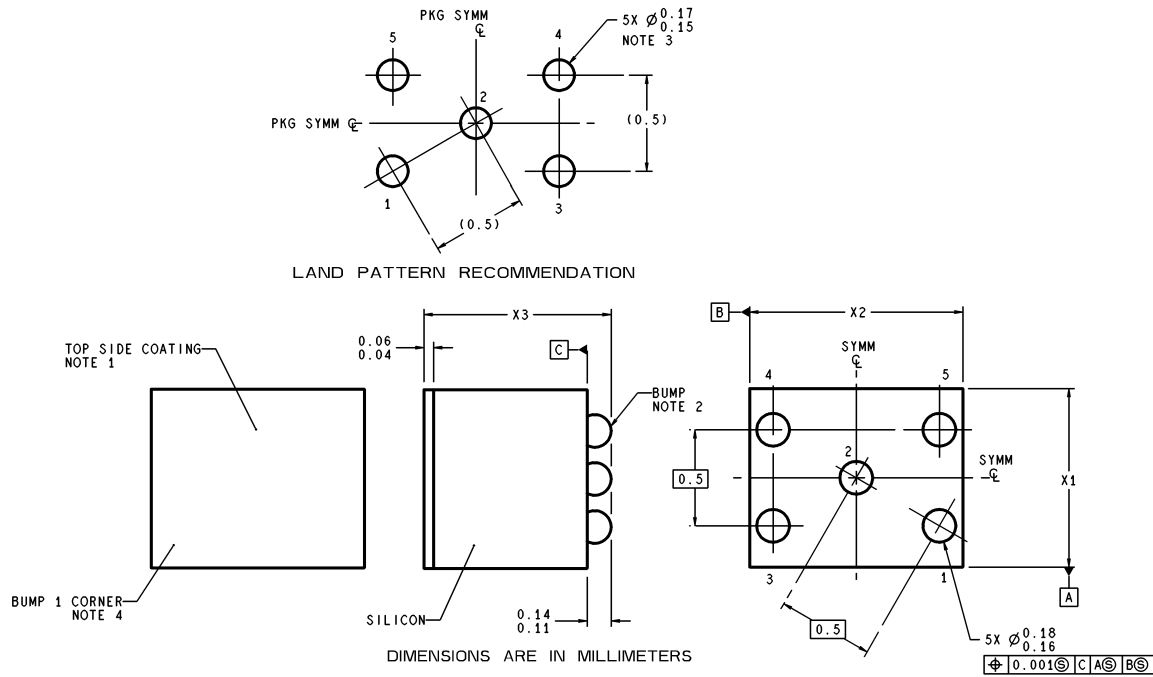 PKG SYMM
℄
5X Ø 0.17
0.15
NOTE 3
5
4
2
PKG SYMM ℄
(0.5)
1
3
(0.5)
LAND PATTERN RECOMMENDATION
X3
B
X2
TOP SIDE COATING
NOTE 1
0.06
0.04
C
SYMM
℄
4
5
BUMP
NOTE 2
2
SYMM
℄
0.5
X1
BUMP 1 CORNER
NOTE 4
SILICON
0.14
0.11
3
1
A
0.5
5X Ø 0.18
0.16
⌖ 0.001Ⓢ C AⓈ BⓈ
DIMENSIONS ARE IN MILLIMETERS